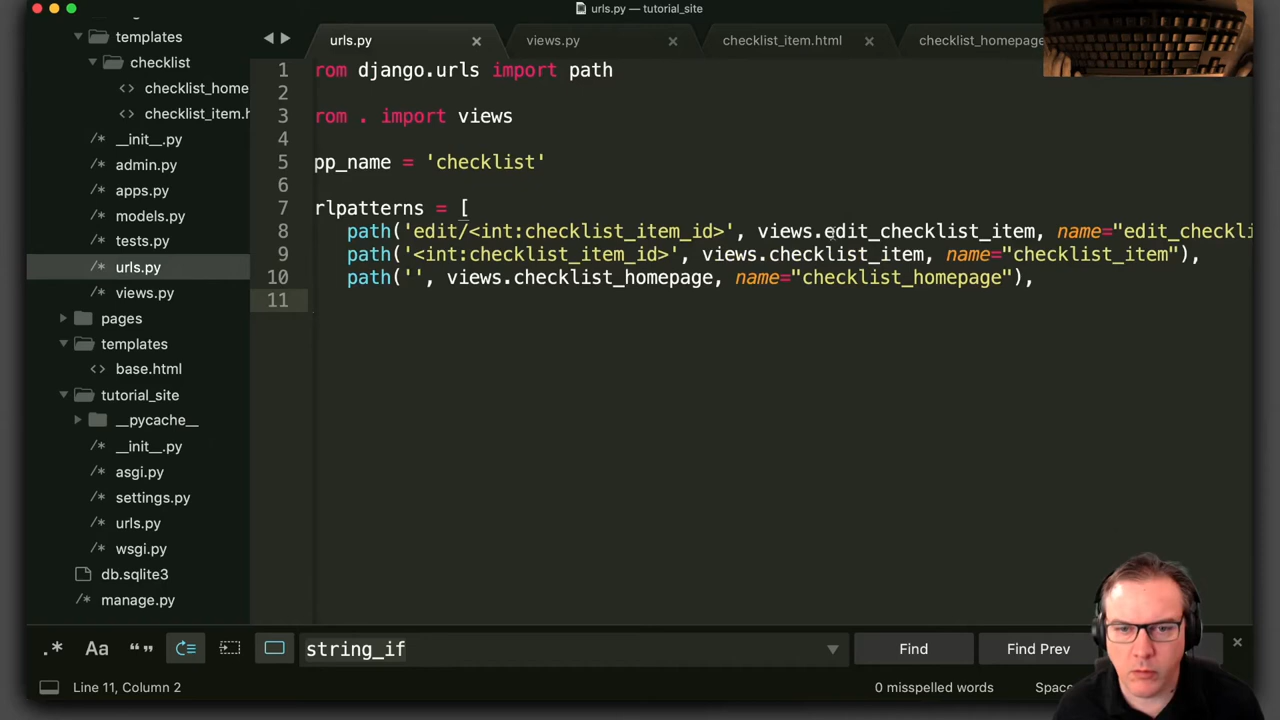 urls.py — tutorial_site
templates
checklist
checklist_home
checklist_item.h
__init__.py
admin.py
apps.py
models.py
tests.py
urls.py
views.py
pages
templates
base.html
tutorial_site
__pycache__
__init__.py
asgi.py
settings.py
urls.py
wsgi.py
db.sqlite3
manage.py
urls.py
views.py
checklist_item.html
checklist_homepage
1 rom django.urls import path
2
3 rom . import views
4
5 pp_name = 'checklist'
6
7 rlpatterns = [
8 path('edit/<int:checklist_item_id>', views.edit_checklist_item, name="edit_checkli
9 path('<int:checklist_item_id>', views.checklist_item, name="checklist_item"),
10 path('', views.checklist_homepage, name="checklist_homepage"),
11
.* Aa “” string_if Find Find Prev
Line 11, Column 2 0 misspelled words Spac